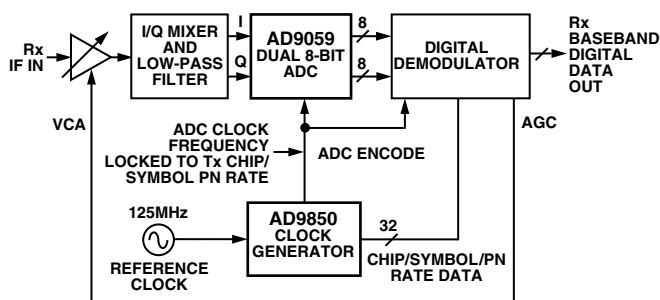 Rx
IF IN
VCA
I/Q MIXER
AND
LOW-PASS
FILTER
I
Q
AD9059
DUAL 8-BIT
ADC
8
8
DIGITAL
DEMODULATOR
Rx
BASEBAND
DIGITAL
DATA
OUT
AGC
ADC CLOCK
FREQUENCY
LOCKED TO Tx CHIP/
SYMBOL PN RATE
ADC ENCODE
125MHz
REFERENCE
CLOCK
AD9850
CLOCK
GENERATOR
32
CHIP/SYMBOL/PN
RATE DATA